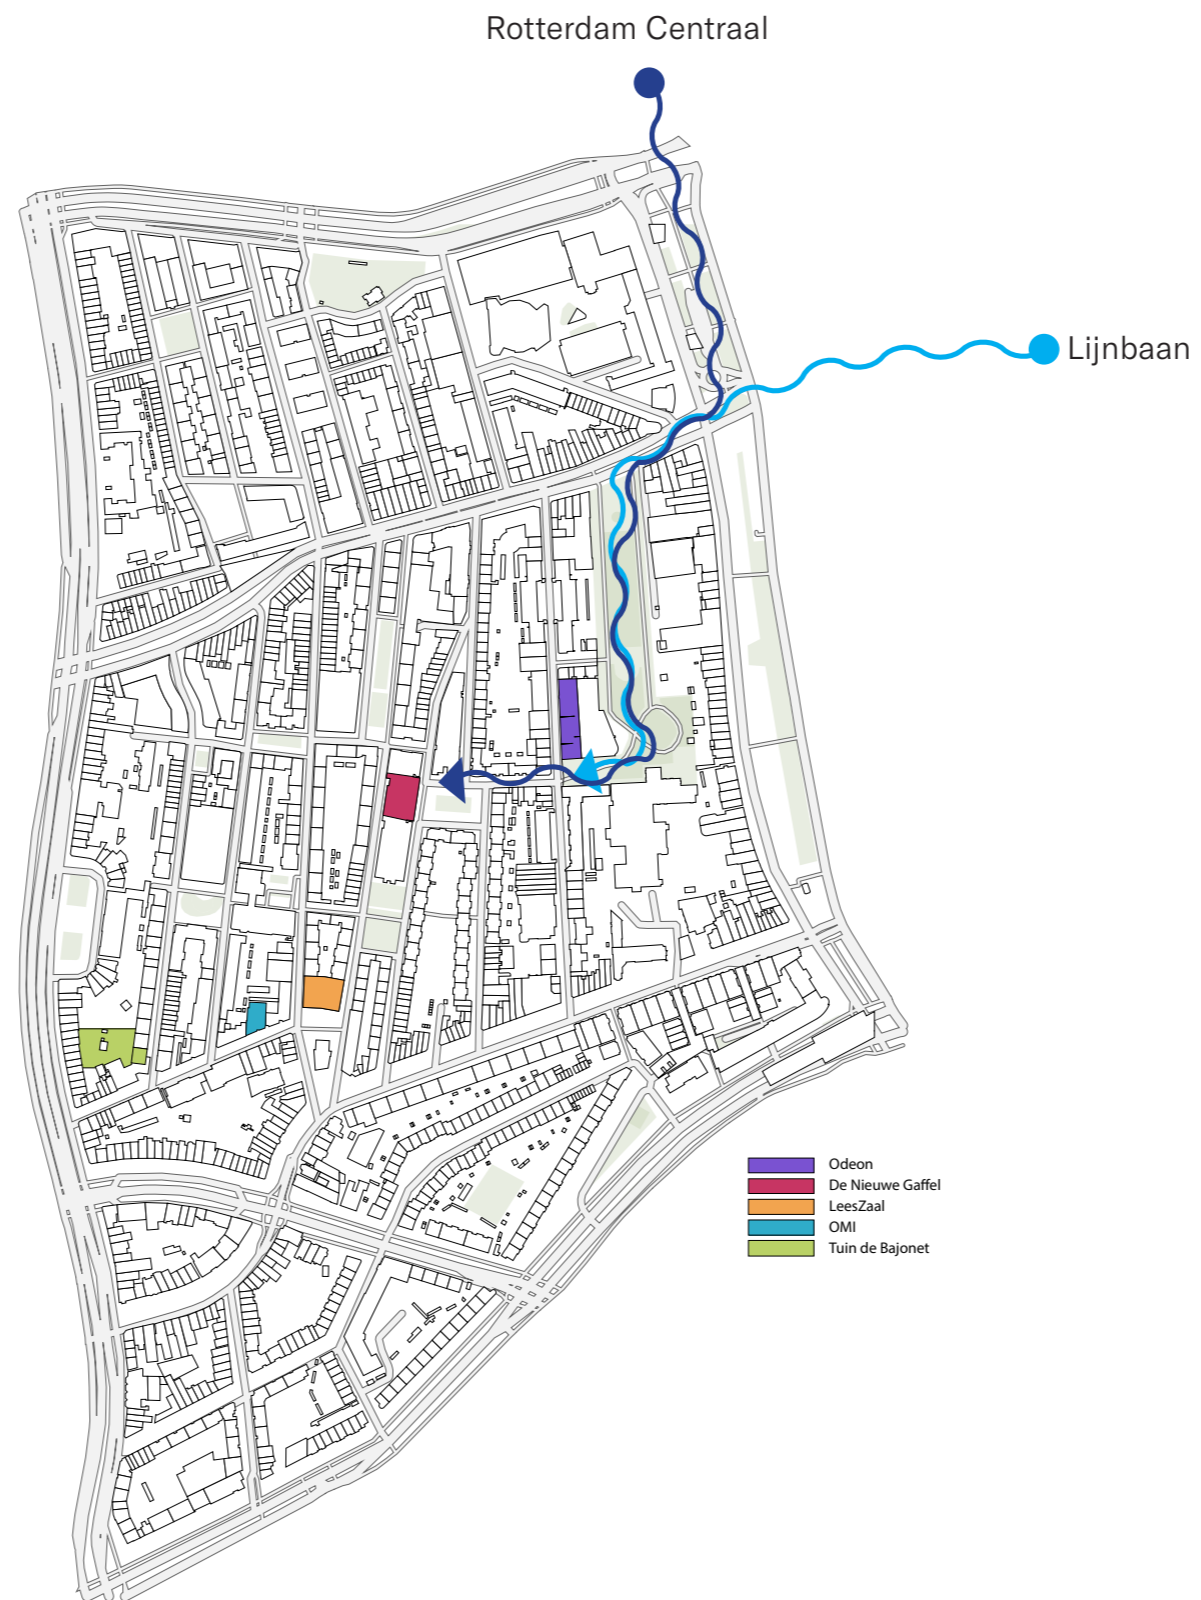 Rotterdam Centraal
Lijnbaan
Odeon
De Nieuwe Gaffel
LeesZaal
OMI
Tuin de Bajonet